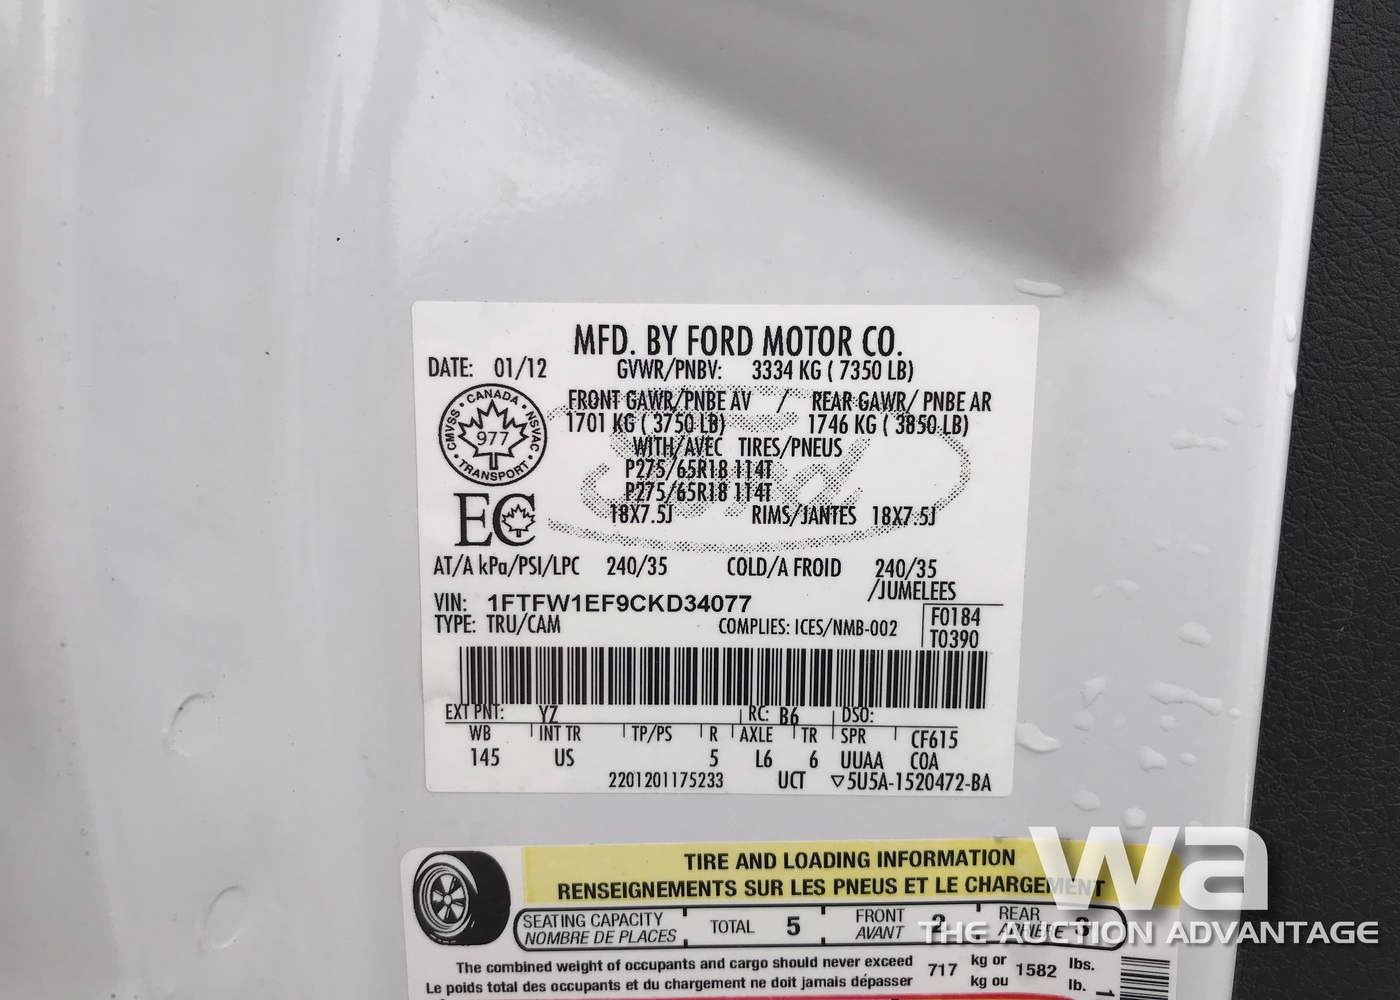 MFD. BY FORD MOTOR CO.
DATE: 01/12 GVWR/PNBV: 3334 KG ( 7350 LB)
FRONT GAWR/PNBE AV / REAR GAWR/ PNBE AR
1701 KG ( 3750 LB) 1746 KG ( 3850 LB)
CMVSS • CANADA • NSVAC • TRANSPORT •
977
WITH/AVEC TIRES/PNEUS
P275/65R18 114T
P275/65R18 114T
EC
18X7.5J RIMS/JANTES 18X7.5J
AT/A kPa/PSI/LPC 240/35 COLD/A FROID 240/35
/JUMELEES
VIN: 1FTFW1EF9CKD34077
F0184
TYPE: TRU/CAM COMPLIES: ICES/NMB-002
T0390
EXT PNT: YZ RC: B6 DSO:
WB INT TR TP/PS R AXLE TR SPR CF615
145 US 5 L6 6 UUAA COA
2201201175233 UCT ▽5U5A-1520472-BA
TIRE AND LOADING INFORMATION
RENSEIGNEMENTS SUR LES PNEUS ET LE CHARGEMENT
SEATING CAPACITY TOTAL 5 FRONT 2 REAR 3
NOMBRE DE PLACES AVANT ARRIÈRE
wa
THE AUCTION ADVANTAGE
The combined weight of occupants and cargo should never exceed 717 kg or 1582 lbs.
Le poids total des occupants et du chargement ne doit jamais dépasser kg ou lb.